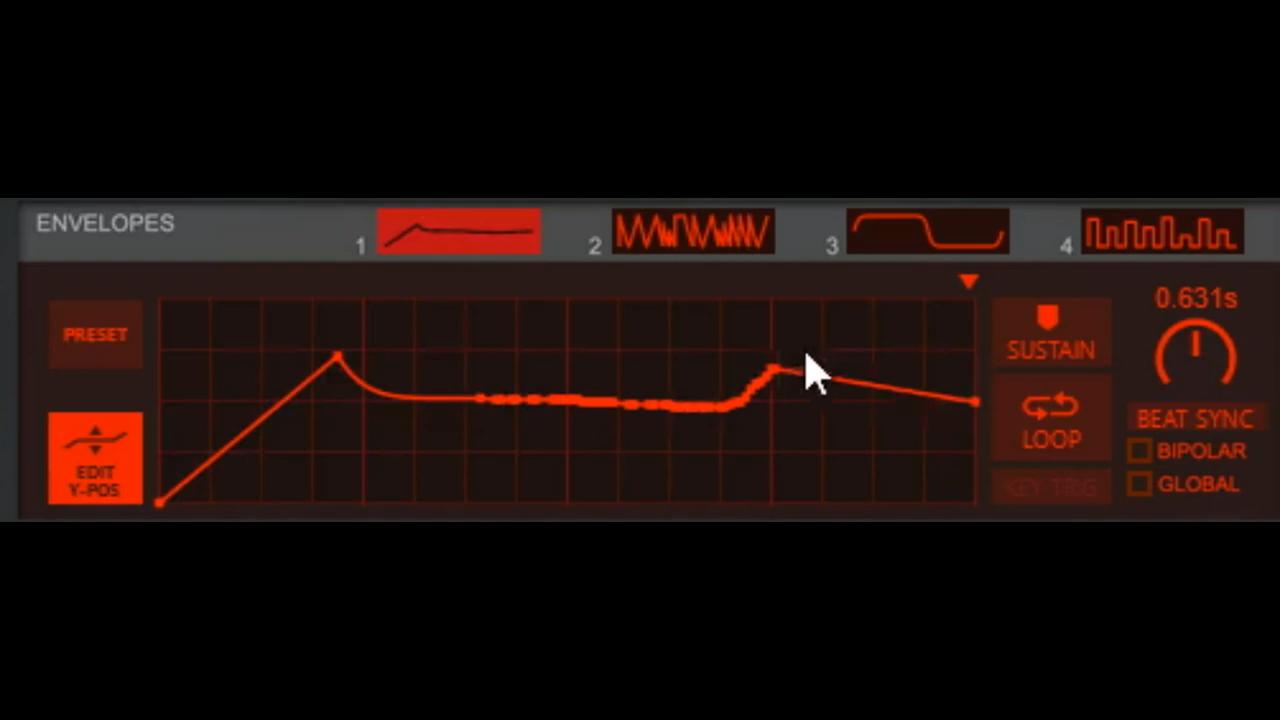 ENVELOPES
1
2
3
4
PRESET
EDIT
Y-POS
SUSTAIN
LOOP
KEY TRIG
0.631s
BEAT SYNC
BIPOLAR
GLOBAL